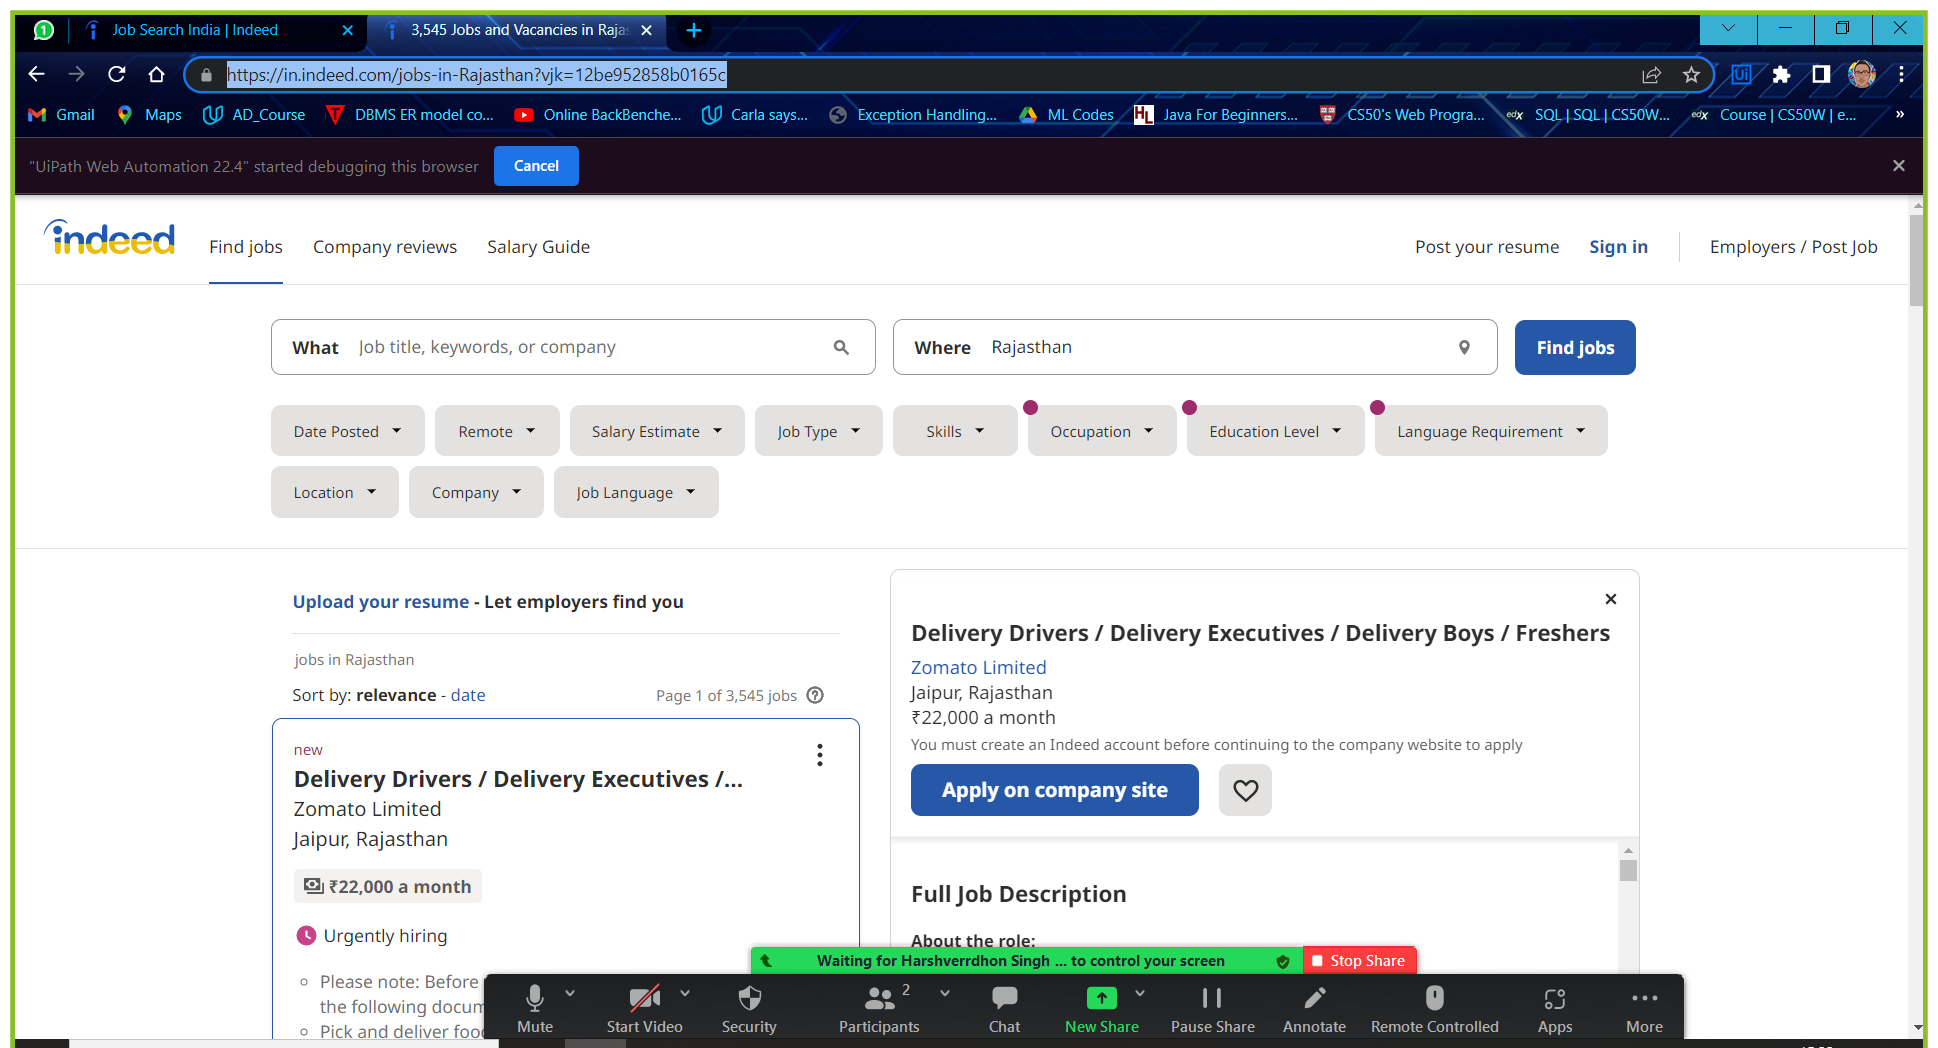 1
Job Search India | Indeed
3,545 Jobs and Vacancies in Rajas
https://in.indeed.com/jobs-in-Rajasthan?vjk=12be952858b0165c
Ui
Gmail
Maps
AD_Course
DBMS ER model co...
Online BackBenche...
Carla says...
Exception Handling...
ML Codes
HL
Java For Beginners...
CS50's Web Progra...
edX
SQL | SQL | CS50W...
edX
Course | CS50W | e...
»
"UiPath Web Automation 22.4" started debugging this browser
Cancel
indeed
Find jobs
Company reviews
Salary Guide
Post your resume
Sign in
Employers / Post Job
What Job title, keywords, or company
Where Rajasthan
Find jobs
Date Posted
Remote
Salary Estimate
Job Type
Skills
Occupation
Education Level
Language Requirement
Location
Company
Job Language
Upload your resume - Let employers find you
jobs in Rajasthan
Sort by: relevance - date
Page 1 of 3,545 jobs
new
Delivery Drivers / Delivery Executives /...
Zomato Limited
Jaipur, Rajasthan
₹22,000 a month
Urgently hiring
Please note: Before
the following docum
Pick and deliver food
Delivery Drivers / Delivery Executives / Delivery Boys / Freshers
Zomato Limited
Jaipur, Rajasthan
₹22,000 a month
You must create an Indeed account before continuing to the company website to apply
Apply on company site
Full Job Description
About the role:
Waiting for Harshverrdhon Singh ... to control your screen
Stop Share
Mute
Start Video
Security
Participants
2
Chat
New Share
Pause Share
Annotate
Remote Controlled
Apps
More